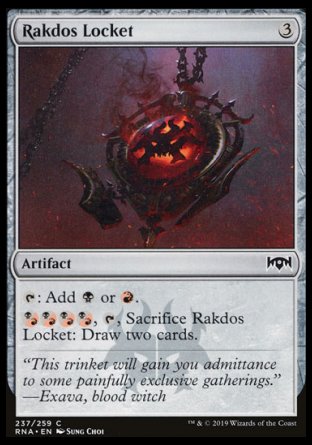 Rakdos Locket 3
Artifact
: Add or .
, , Sacrifice Rakdos
Locket: Draw two cards.
"This trinket will gain you admittance
to some painfully exclusive gatherings."
—Exava, blood witch
237/259 C
RNA • EN Sung Choi
™ & © 2019 Wizards of the Coast